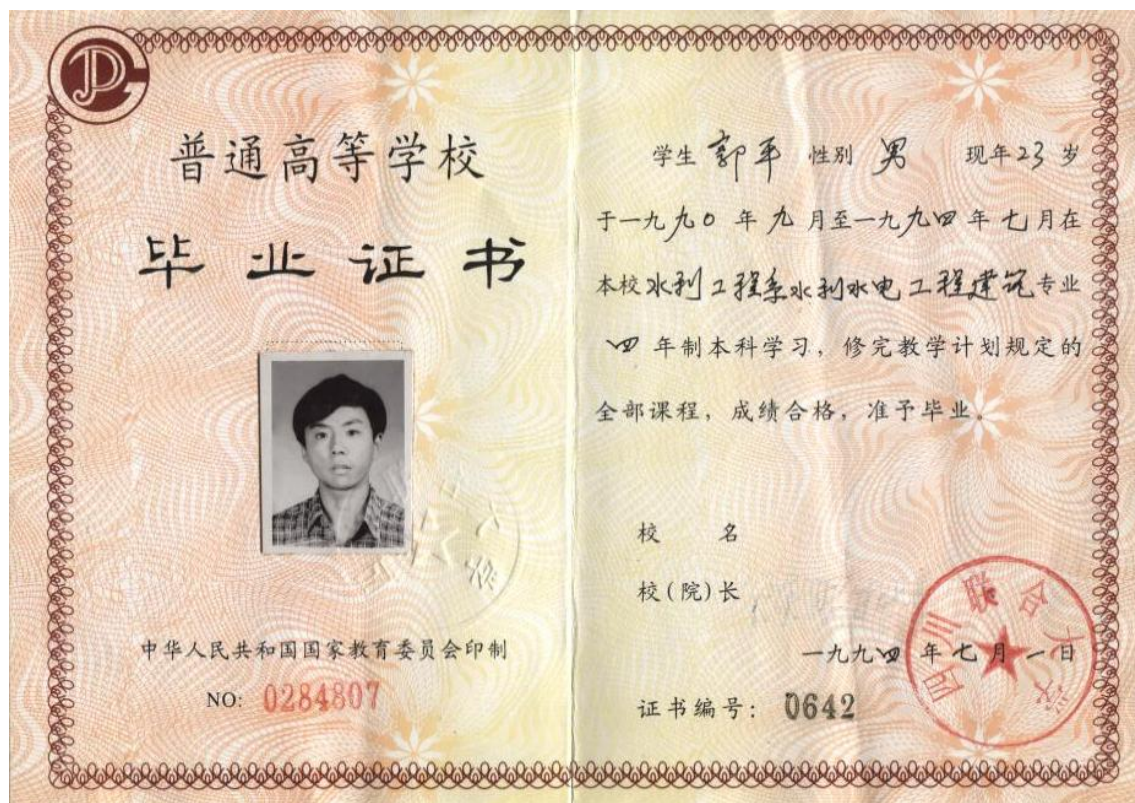 普通高等学校
毕业证书
中华人民共和国国家教育委员会印制
NO: 0284807
学生 郭平 性别 男 现年23岁
于一九九0年九月至一九九四年七月在
本校水利工程系水利水电工程建筑专业
四年制本科学习，修完教学计划规定的
全部课程，成绩合格，准予毕业。
校 名
校(院)长
一九九四年七月一日
证书编号： 0642
四川联合大学